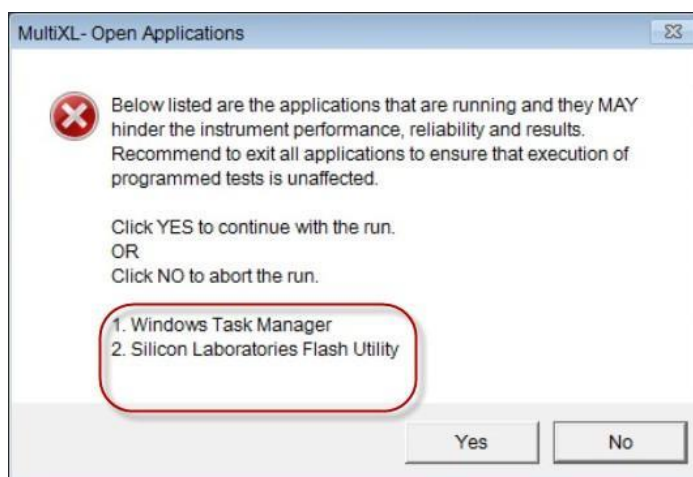 MultiXL- Open Applications
Below listed are the applications that are running and they MAY
hinder the instrument performance, reliability and results.
Recommend to exit all applications to ensure that execution of
programmed tests is unaffected.
Click YES to continue with the run.
OR
Click NO to abort the run.
1. Windows Task Manager
2. Silicon Laboratories Flash Utility
Yes
No